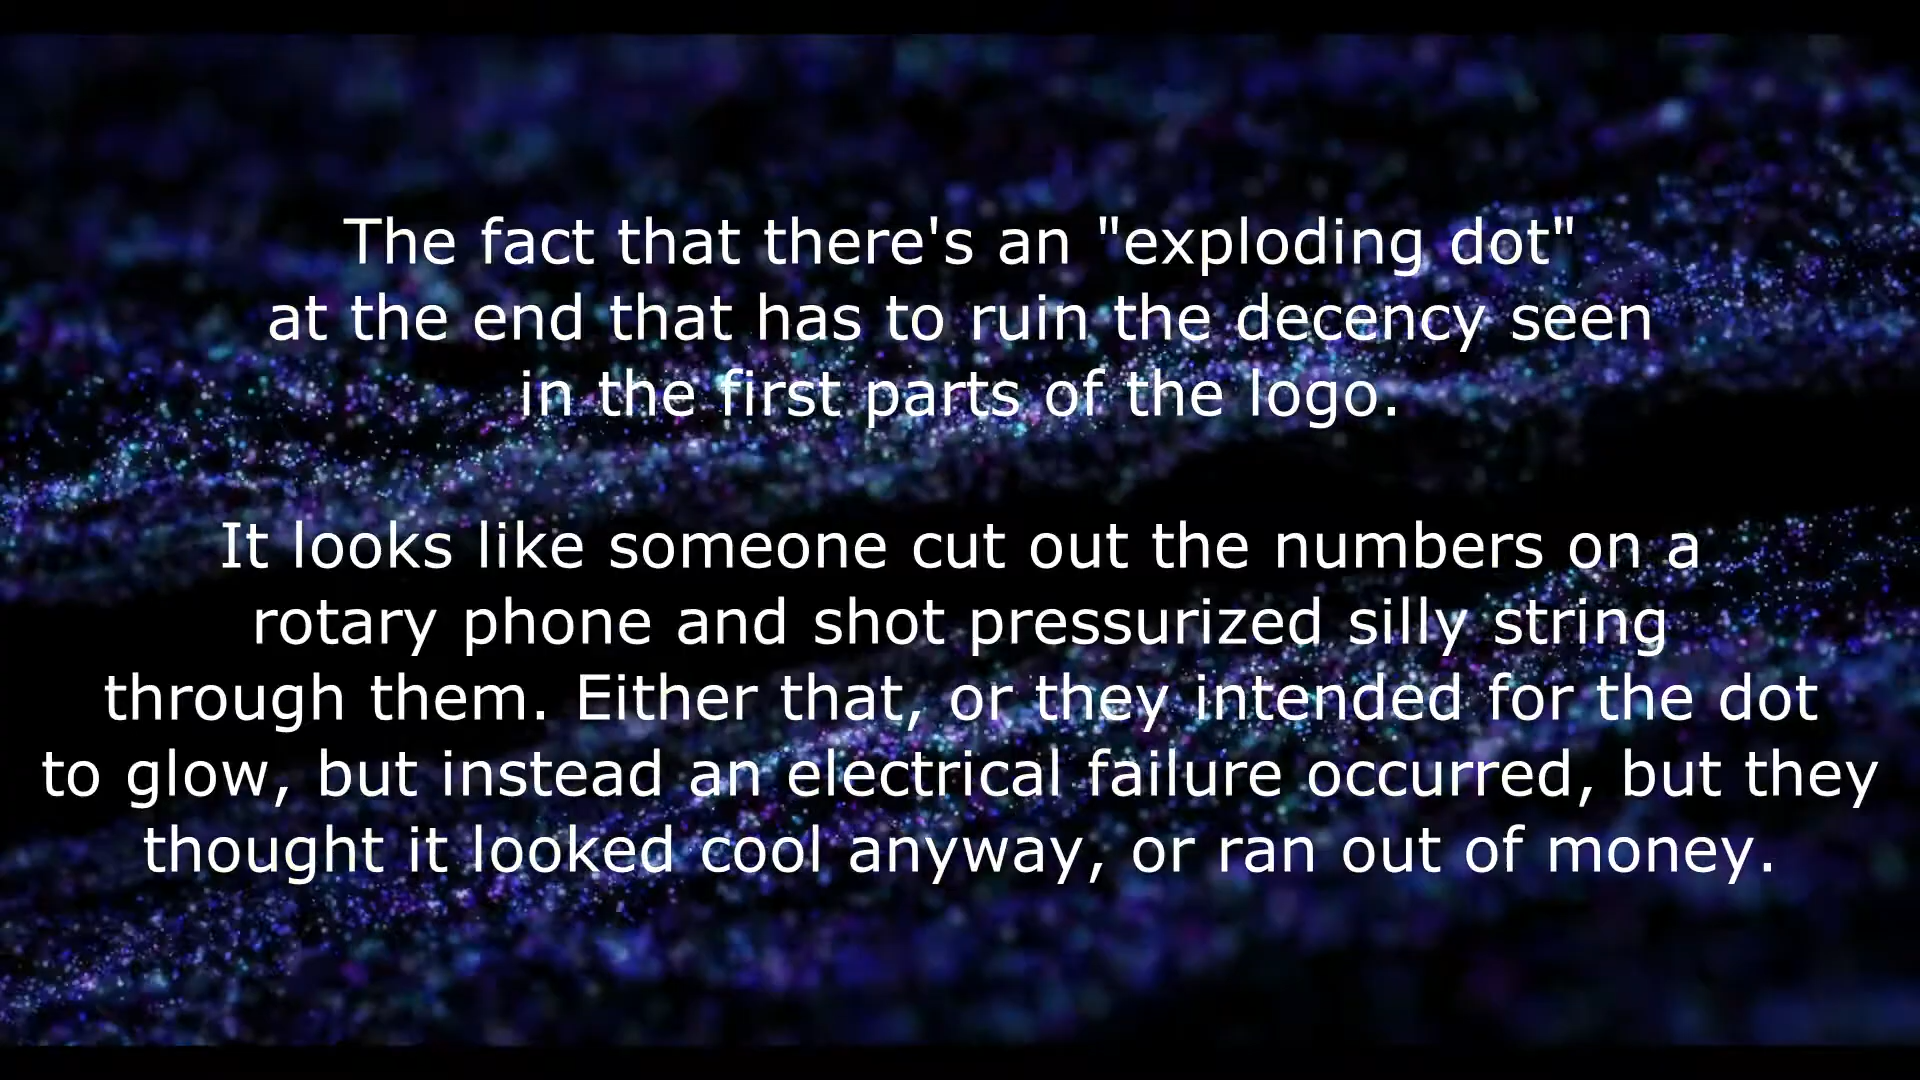 The fact that there's an "exploding dot"
at the end that has to ruin the decency seen
in the first parts of the logo.
It looks like someone cut out the numbers on a
rotary phone and shot pressurized silly string
through them. Either that, or they intended for the dot
to glow, but instead an electrical failure occurred, but they
thought it looked cool anyway, or ran out of money.